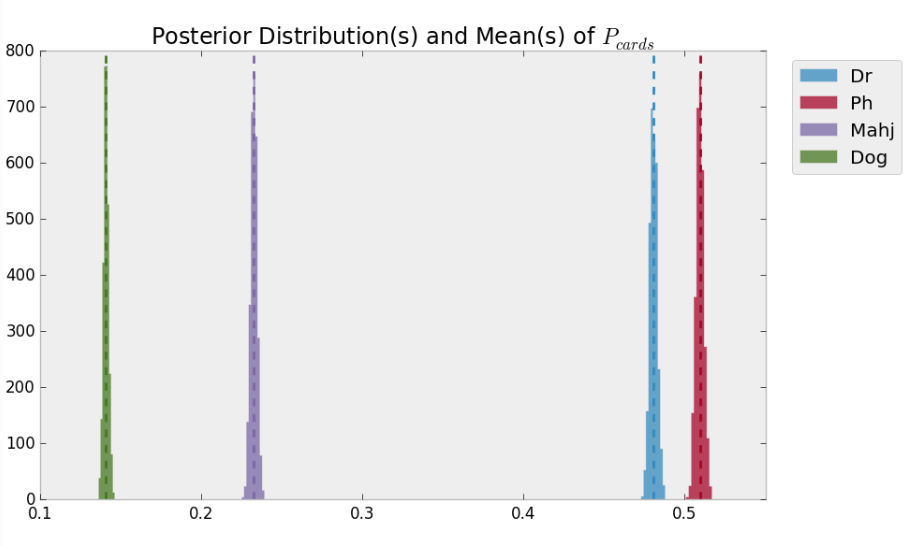 Posterior Distribution(s) and Mean(s) of P_cards
800
700
600
500
400
300
200
100
0
0.1 0.2 0.3 0.4 0.5
Dr
Ph
Mahj
Dog